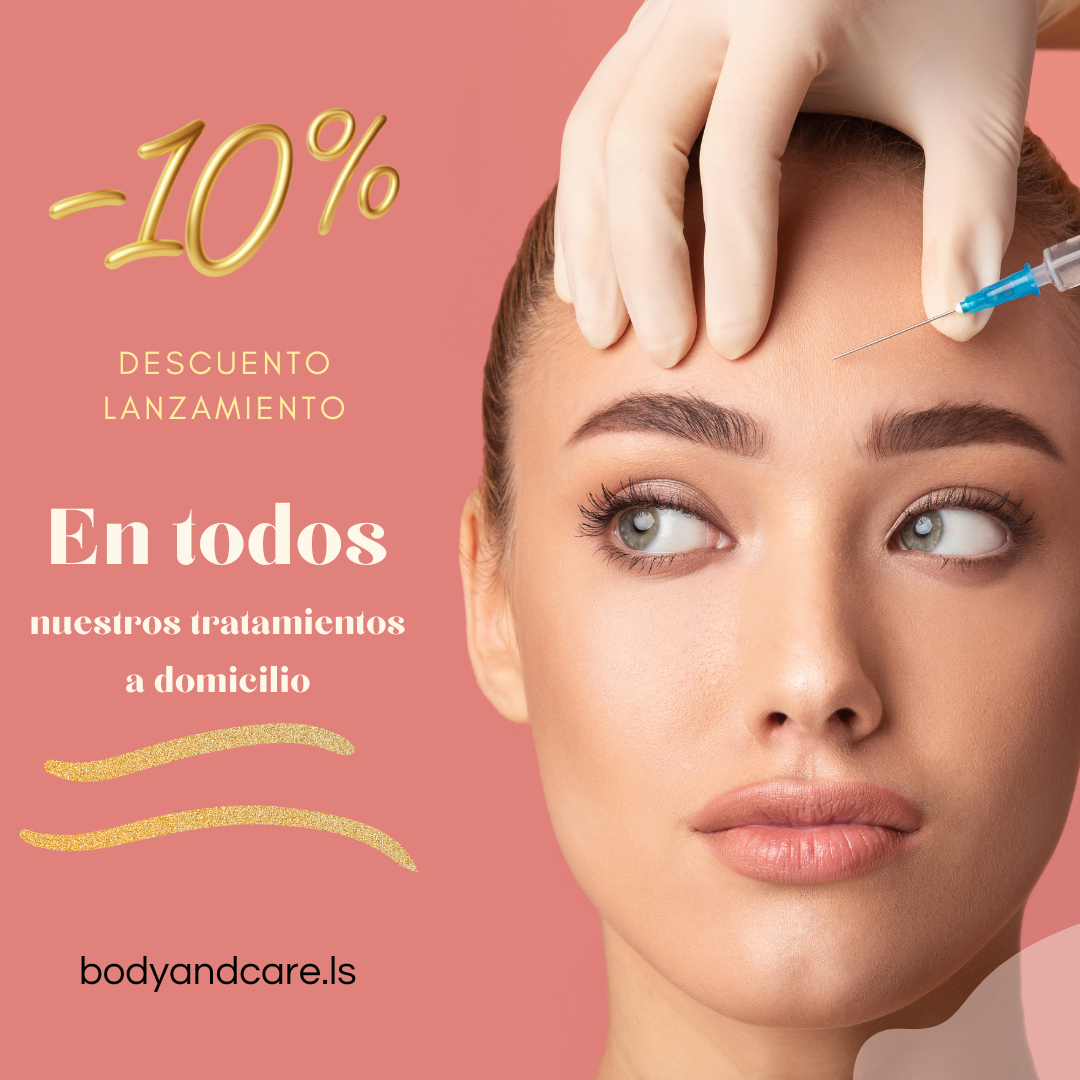 -10%
DESCUENTO
LANZAMIENTO
En todos
nuestros tratamientos
a domicilio
bodyandcare.ls